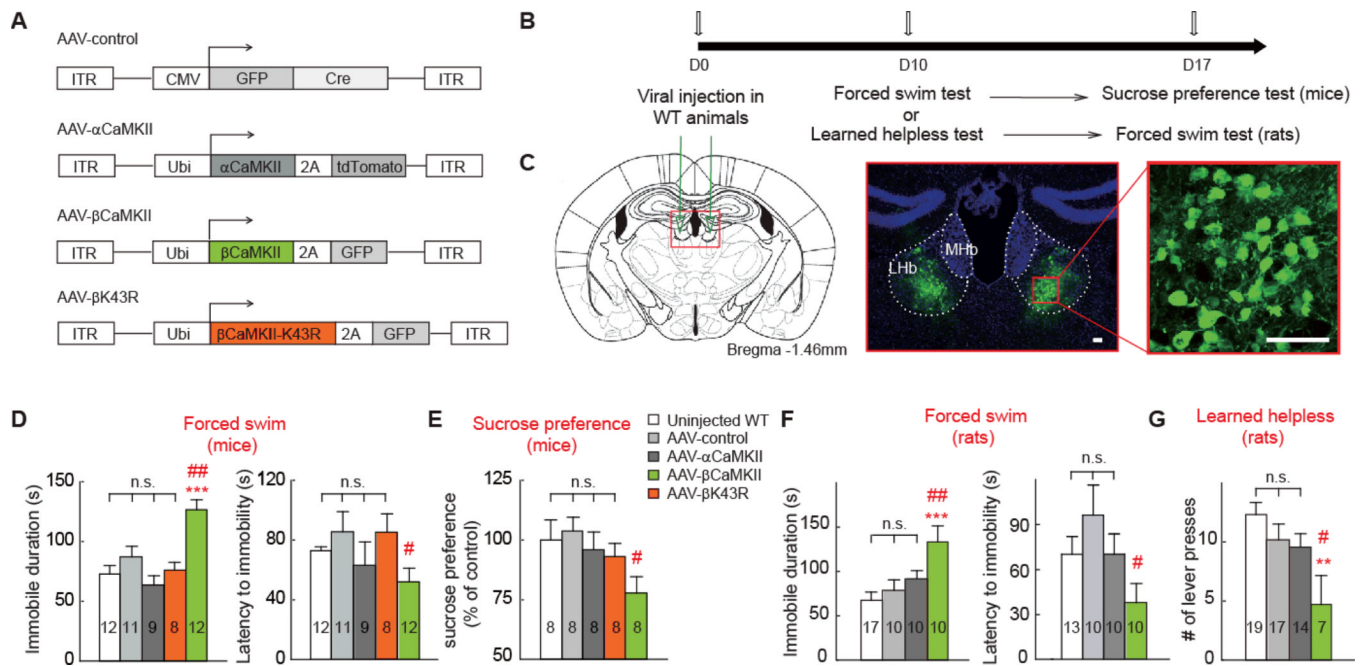 A
AAV-control
ITR CMV GFP Cre ITR
AAV-αCaMKII
ITR Ubi αCaMKII 2A tdTomato ITR
AAV-βCaMKII
ITR Ubi βCaMKII 2A GFP ITR
AAV-βK43R
ITR Ubi βCaMKII-K43R 2A GFP ITR
B
D0 D10 D17
Viral injection in
WT animals
Forced swim test
or
Learned helpless test
Sucrose preference test (mice)
Forced swim test (rats)
C
Bregma -1.46mm
MHb
LHb
D
Forced swim
(mice)
Immobile duration (s)
150
100
50
0
n.s.
##
***
12 11 9 8 12
Latency to immobility (s)
120
80
40
0
n.s.
#
12 11 9 8 12
E
Sucrose preference
(mice)
sucrose preference
(% of control)
125
100
75
50
n.s.
#
8 8 8 8 8
Uninjected WT
AAV-control
AAV-αCaMKII
AAV-βCaMKII
AAV-βK43R
F
Forced swim
(rats)
Immobile duration (s)
150
100
50
0
n.s.
##
***
17 10 10 10
Latency to immobility (s)
90
60
30
0
n.s.
#
13 10 10 10
G
Learned helpless
(rats)
# of lever presses
15
10
5
0
n.s.
#
**
19 17 14 7